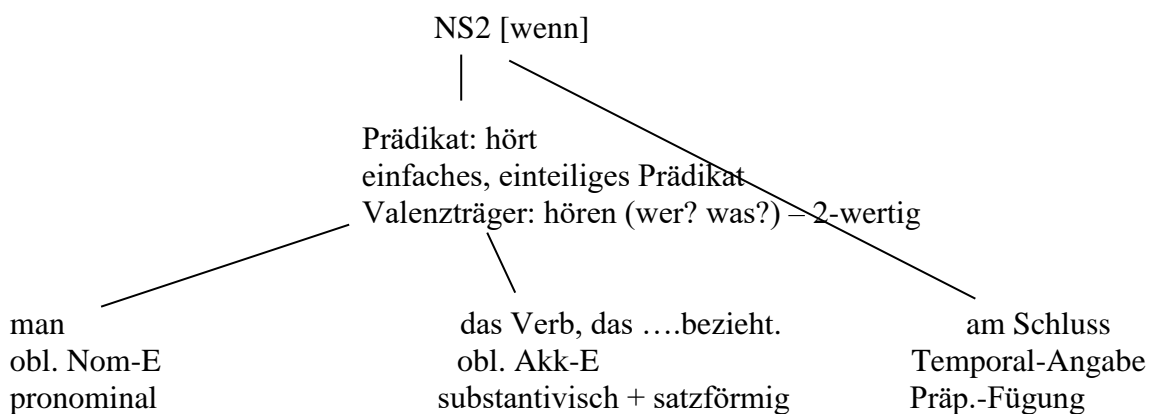 NS2 [wenn]
Prädikat: hört
einfaches, einteiliges Prädikat
Valenzträger: hören (wer? was?) – 2-wertig
man das Verb, das ….bezieht. am Schluss
obl. Nom-E obl. Akk-E Temporal-Angabe
pronominal substantivisch + satzförmig Präp.-Fügung